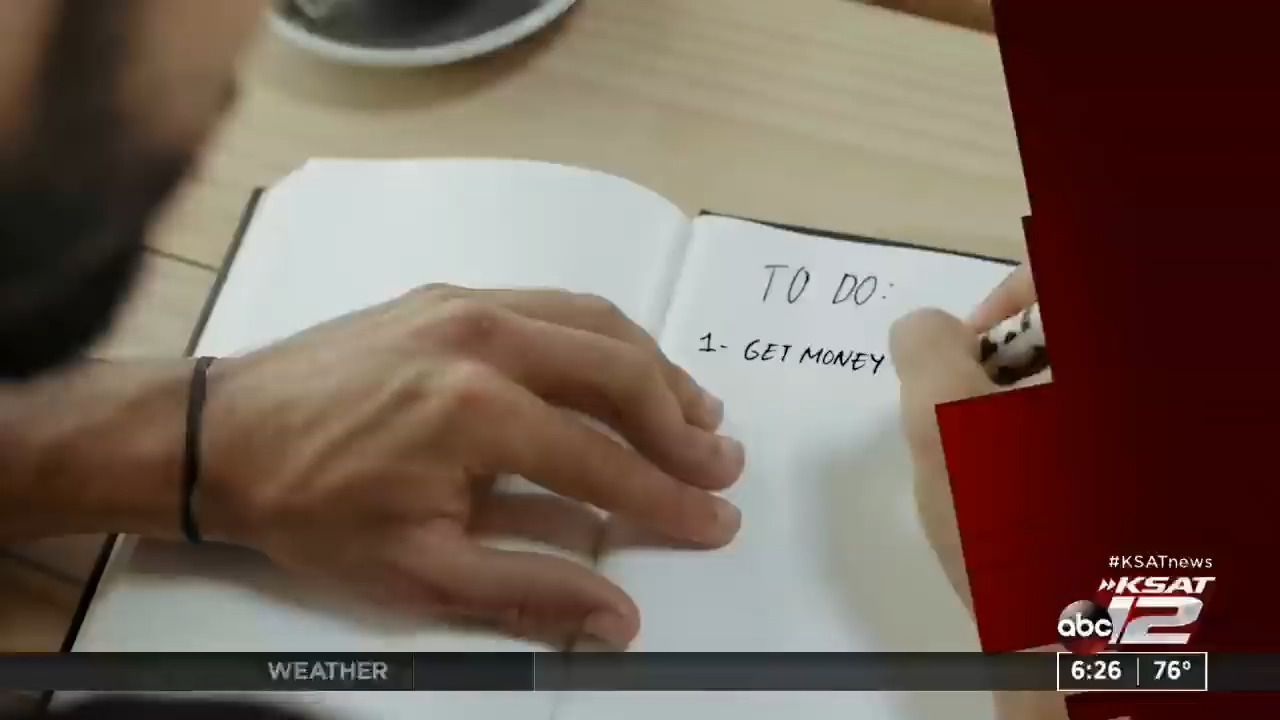 TO DO:
1- GET MONEY
#KSATnews
KSAT
abc 12
WEATHER
6:26 76°